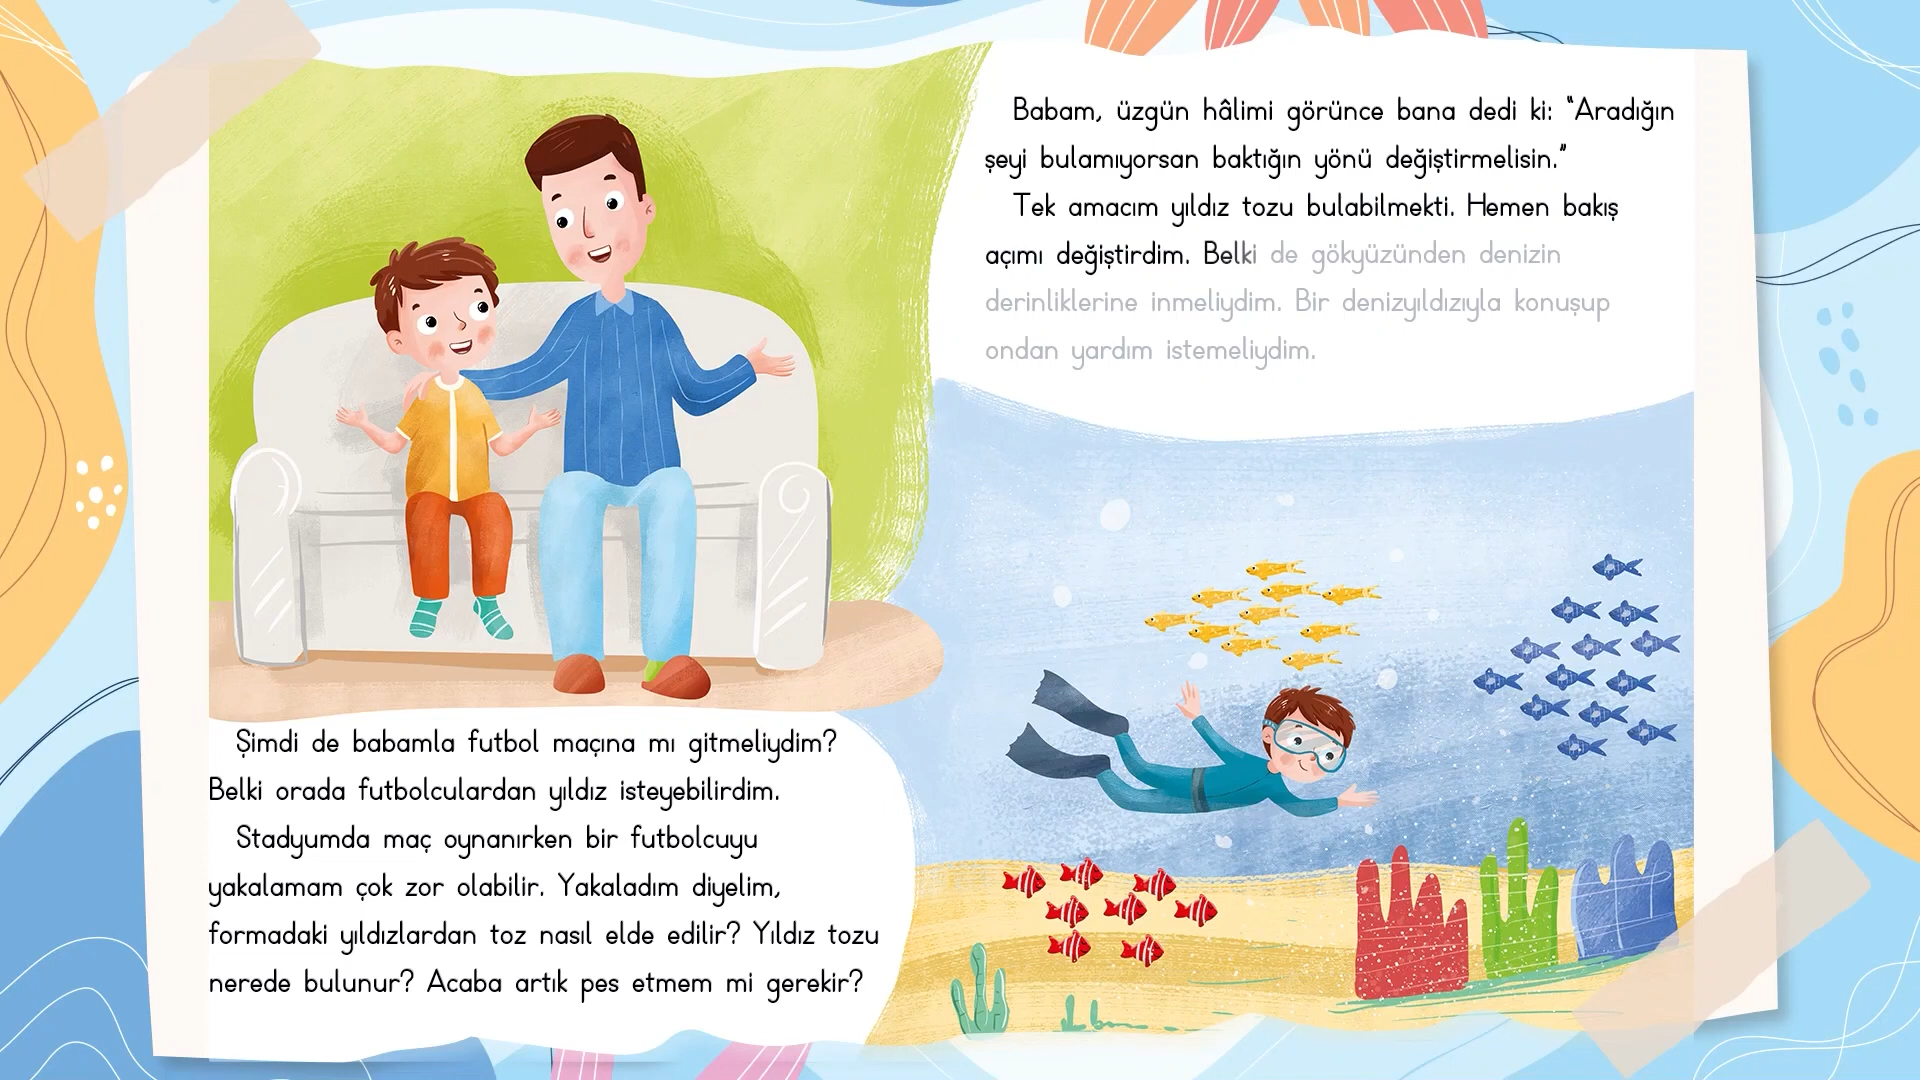 Şimdi de babamla futbol maçına mı gitmeliydim?
Belki orada futbolculardan yıldız isteyebilirdim.
Stadyumda maç oynanırken bir futbolcuyu
yakalamam çok zor olabilir. Yakaladım diyelim,
formadaki yıldızlardan toz nasıl elde edilir? Yıldız tozu
nerede bulunur? Acaba artık pes etmem mi gerekir?
Babam, üzgün hâlimi görünce bana dedi ki: “Aradığın
şeyi bulamıyorsan baktığın yönü değiştirmelisin.”
Tek amacım yıldız tozu bulabilmekti. Hemen bakış
açımı değiştirdim. Belki de gökyüzünden denizin
derinliklerine inmeliydim. Bir denizyıldızıyla konuşup
ondan yardım istemeliydim.